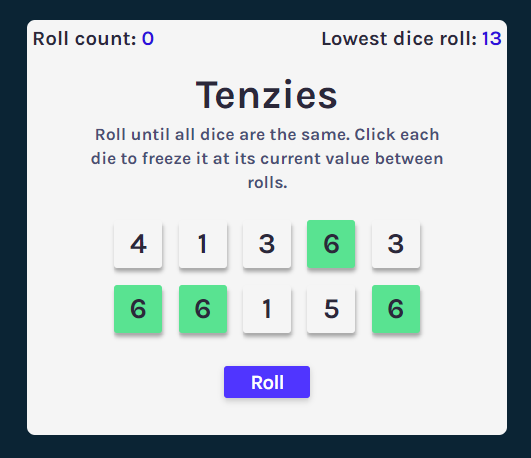 Roll count: 0 Lowest dice roll: 13
Tenzies
Roll until all dice are the same. Click each
die to freeze it at its current value between
rolls.
4 1 3 6 3
6 6 1 5 6
Roll